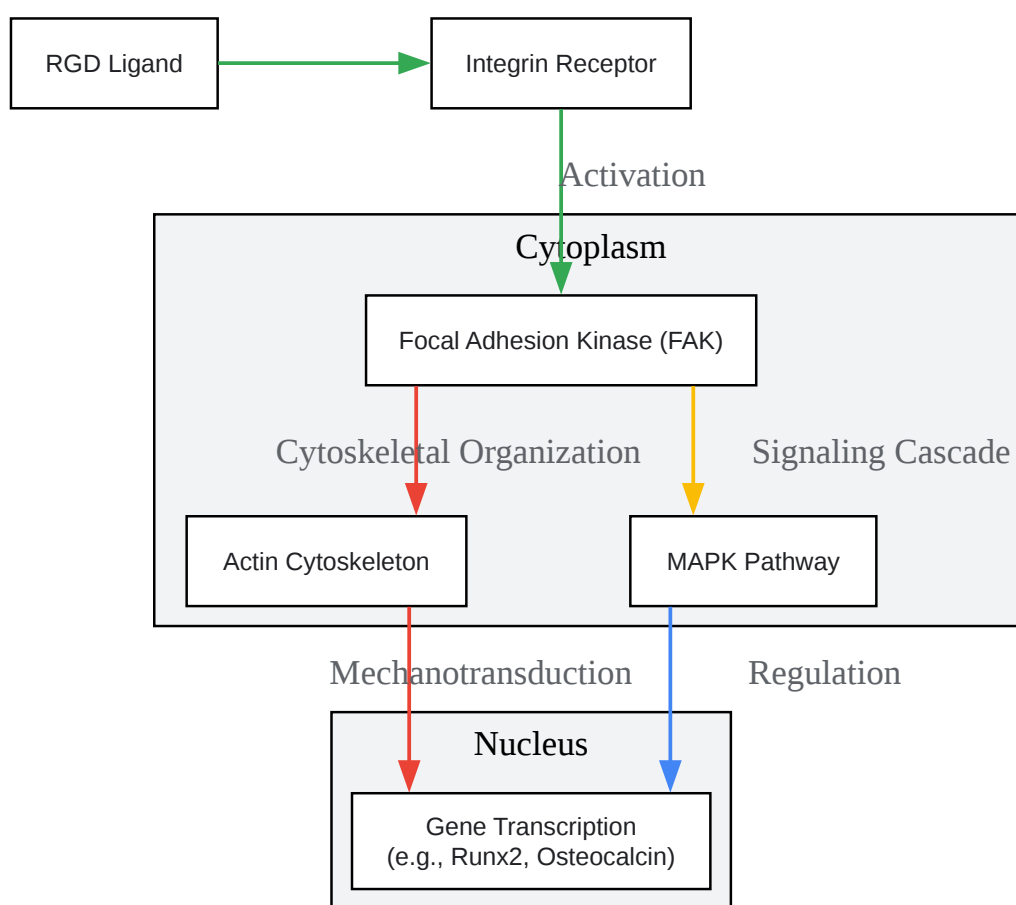 RGD Ligand
Integrin Receptor
Activation
Cytoplasm
Focal Adhesion Kinase (FAK)
Cytoskeletal Organization
Signaling Cascade
Actin Cytoskeleton
MAPK Pathway
Mechanotransduction
Regulation
Nucleus
Gene Transcription
(e.g., Runx2, Osteocalcin)